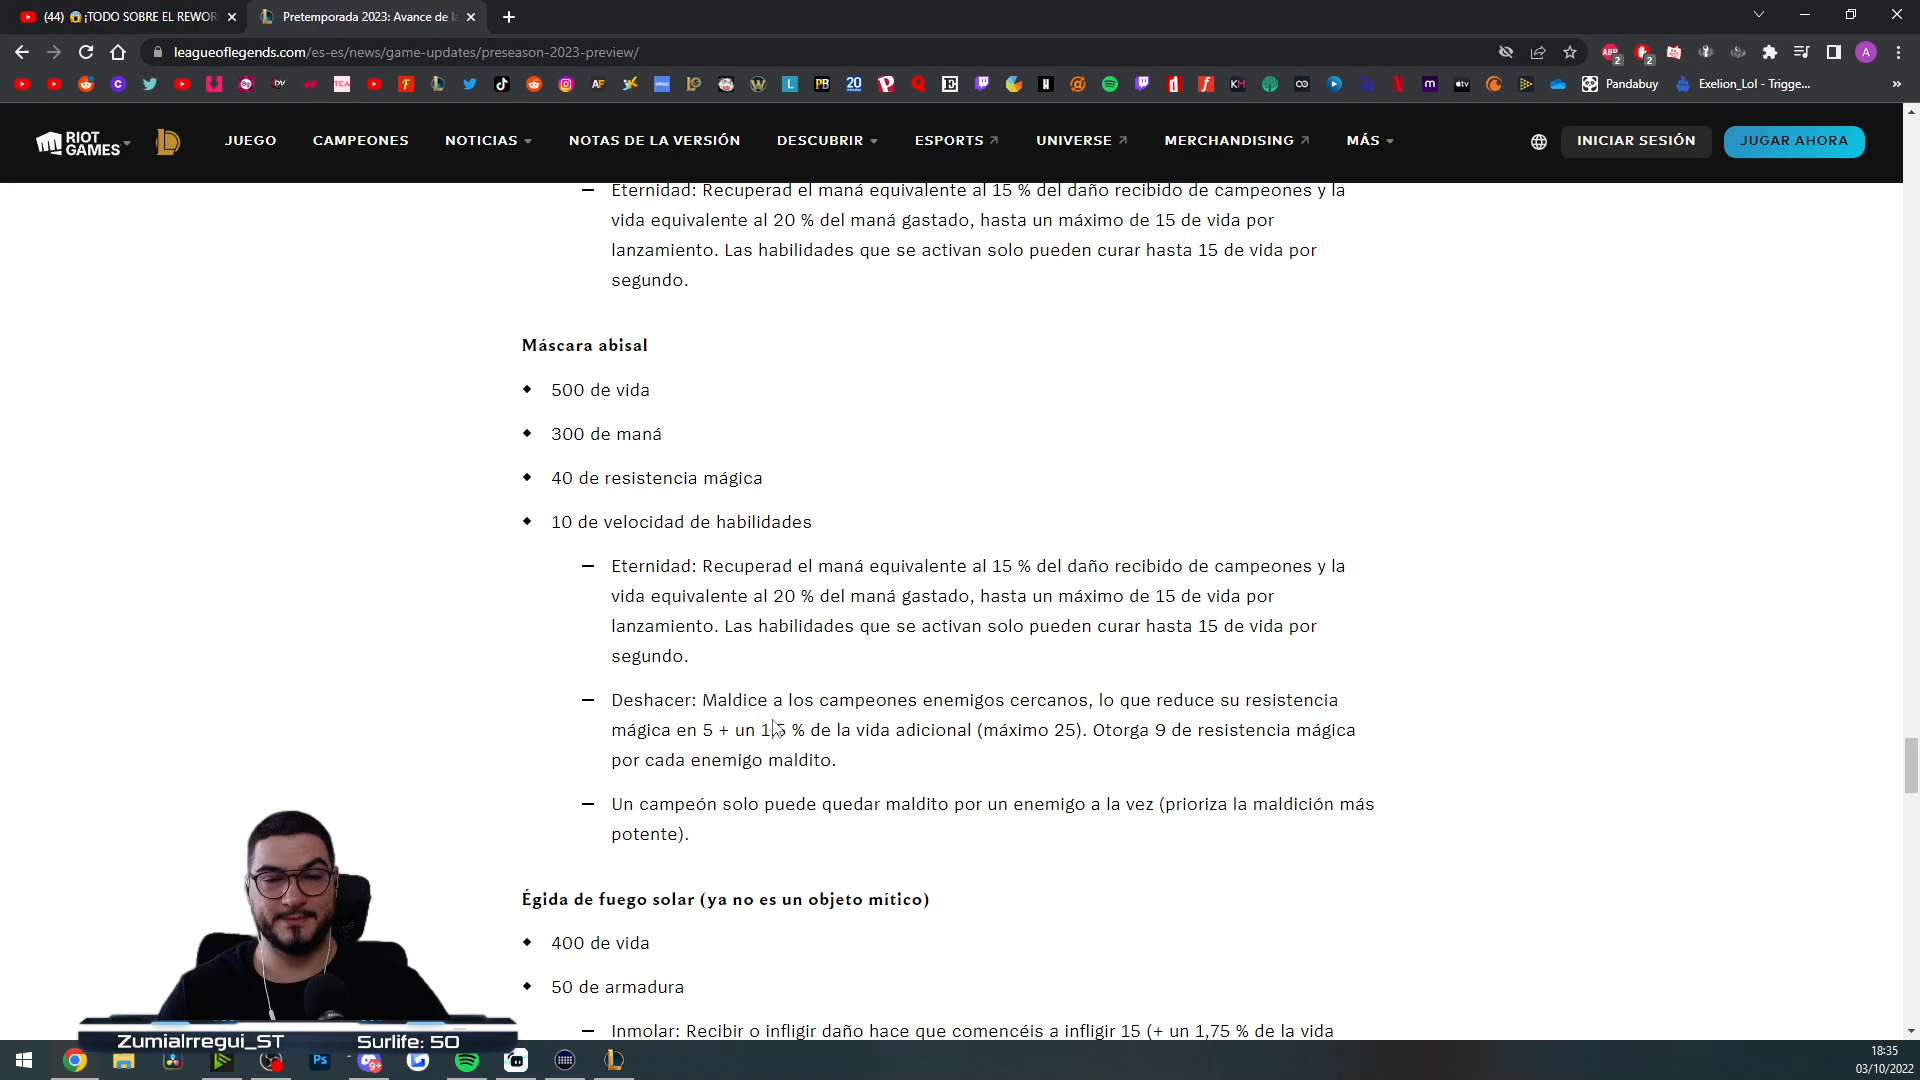 (44) 😱¡TODO SOBRE EL REWOR
Pretemporada 2023: Avance de la
leagueoflegends.com/es-es/news/game-updates/preseason-2023-preview/
Pandabuy
Exelion_Lol - Trigge...
RIOT GAMES
JUEGO
CAMPEONES
NOTICIAS
NOTAS DE LA VERSIÓN
DESCUBRIR
ESPORTS
UNIVERSE
MERCHANDISING
MÁS
INICIAR SESIÓN
JUGAR AHORA
– Eternidad: Recuperad el maná equivalente al 15 % del daño recibido de campeones y la
vida equivalente al 20 % del maná gastado, hasta un máximo de 15 de vida por
lanzamiento. Las habilidades que se activan solo pueden curar hasta 15 de vida por
segundo.
Máscara abisal
500 de vida
300 de maná
40 de resistencia mágica
10 de velocidad de habilidades
– Eternidad: Recuperad el maná equivalente al 15 % del daño recibido de campeones y la
vida equivalente al 20 % del maná gastado, hasta un máximo de 15 de vida por
lanzamiento. Las habilidades que se activan solo pueden curar hasta 15 de vida por
segundo.
– Deshacer: Maldice a los campeones enemigos cercanos, lo que reduce su resistencia
mágica en 5 + un % de la vida adicional (máximo 25). Otorga 9 de resistencia mágica
por cada enemigo maldito.
– Un campeón solo puede quedar maldito por un enemigo a la vez (prioriza la maldición más
potente).
Égida de fuego solar (ya no es un objeto mítico)
400 de vida
50 de armadura
– Inmolar: Recibir o infligir daño hace que comencéis a infligir 15 (+ un 1,75 % de la vida
ZumiaIrregui_ST
Surlife: 50
18:35
03/10/2022